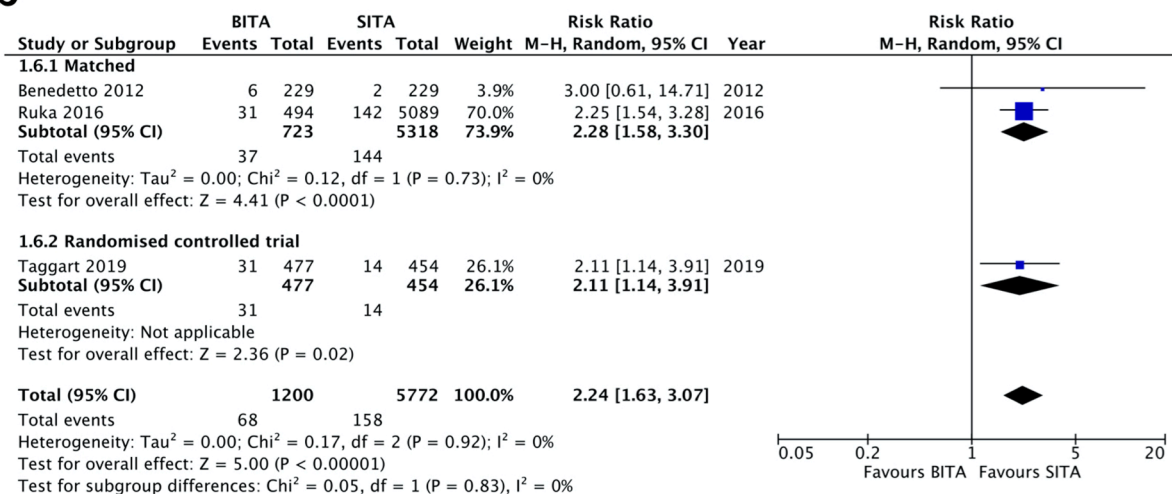 BITA SITA Risk Ratio Risk Ratio
Study or Subgroup Events Total Events Total Weight M-H, Random, 95% CI Year M-H, Random, 95% CI
1.6.1 Matched
Benedetto 2012 6 229 2 229 3.9% 3.00 [0.61, 14.71] 2012
Ruka 2016 31 494 142 5089 70.0% 2.25 [1.54, 3.28] 2016
Subtotal (95% CI) 723 5318 73.9% 2.28 [1.58, 3.30]
Total events 37 144
Heterogeneity: Tau² = 0.00; Chi² = 0.12, df = 1 (P = 0.73); I² = 0%
Test for overall effect: Z = 4.41 (P < 0.0001)
1.6.2 Randomised controlled trial
Taggart 2019 31 477 14 454 26.1% 2.11 [1.14, 3.91] 2019
Subtotal (95% CI) 477 454 26.1% 2.11 [1.14, 3.91]
Total events 31 14
Heterogeneity: Not applicable
Test for overall effect: Z = 2.36 (P = 0.02)
Total (95% CI) 1200 5772 100.0% 2.24 [1.63, 3.07]
Total events 68 158
Heterogeneity: Tau² = 0.00; Chi² = 0.17, df = 2 (P = 0.92); I² = 0%
Test for overall effect: Z = 5.00 (P < 0.00001)
Test for subgroup differences: Chi² = 0.05, df = 1 (P = 0.83), I² = 0%
0.05 0.2 1 5 20
Favours BITA Favours SITA